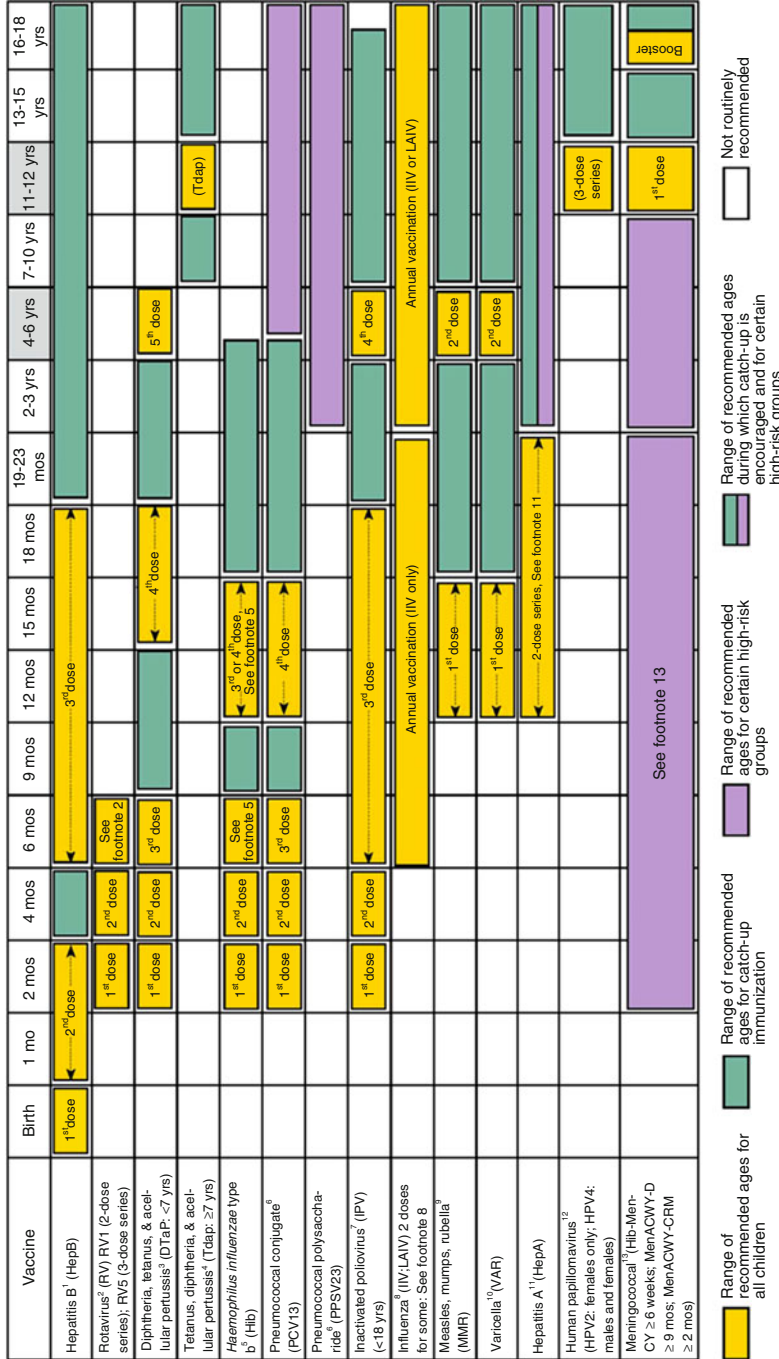 Vaccine
Birth
1 mo
2 mos
4 mos
6 mos
9 mos
12 mos
15 mos
18 mos
19-23
mos
2-3 yrs
4-6 yrs
7-10 yrs
11-12 yrs
13-15
yrs
16-18
yrs
Hepatitis B¹ (HepB)
1ˢᵗ dose
2ⁿᵈ dose
3ʳᵈ dose
Rotavirus² (RV) RV1 (2-dose
series); RV5 (3-dose series)
1ˢᵗ dose
2ⁿᵈ dose
See
footnote 2
Diphtheria, tetanus, & acel-
lular pertussis³ (DTaP: <7 yrs)
1ˢᵗ dose
2ⁿᵈ dose
3ʳᵈ dose
4ᵗʰ dose
5ᵗʰ dose
Tetanus, diphtheria, & acel-
lular pertussis⁴ (Tdap: ≥7 yrs)
(Tdap)
Haemophilus influenzae type
b⁵ (Hib)
1ˢᵗ dose
2ⁿᵈ dose
See
footnote 5
3ʳᵈ or 4ᵗʰ dose,
See footnote 5
Pneumococcal conjugate⁶
(PCV13)
1ˢᵗ dose
2ⁿᵈ dose
3ʳᵈ dose
4ᵗʰ dose
Pneumococcal polysaccha-
ride⁶ (PPSV23)
Inactivated poliovirus⁷ (IPV)
(<18 yrs)
1ˢᵗ dose
2ⁿᵈ dose
3ʳᵈ dose
4ᵗʰ dose
Influenza⁸ (IIV;LAIV) 2 doses
for some: See footnote 8
Annual vaccination (IIV only)
Annual vaccination (IIV or LAIV)
Measles, mumps, rubella⁹
(MMR)
1ˢᵗ dose
2ⁿᵈ dose
Varicella¹⁰ (VAR)
1ˢᵗ dose
2ⁿᵈ dose
Hepatitis A¹¹ (HepA)
2-dose series, See footnote 11
Human papillomavirus¹²
(HPV2: females only; HPV4:
males and females)
(3-dose
series)
Meningococcal¹³ (Hib-Men-
CY ≥ 6 weeks; MenACWY-D
≥ 9 mos; MenACWY-CRM
≥ 2 mos)
See footnote 13
1ˢᵗ dose
Booster
Range of
recommended ages for
all children
Range of recommended
ages for catch-up
immunization
Range of recommended
ages for certain high-risk
groups
Range of recommended ages
during which catch-up is
encouraged and for certain
high-risk groups
Not routinely
recommended